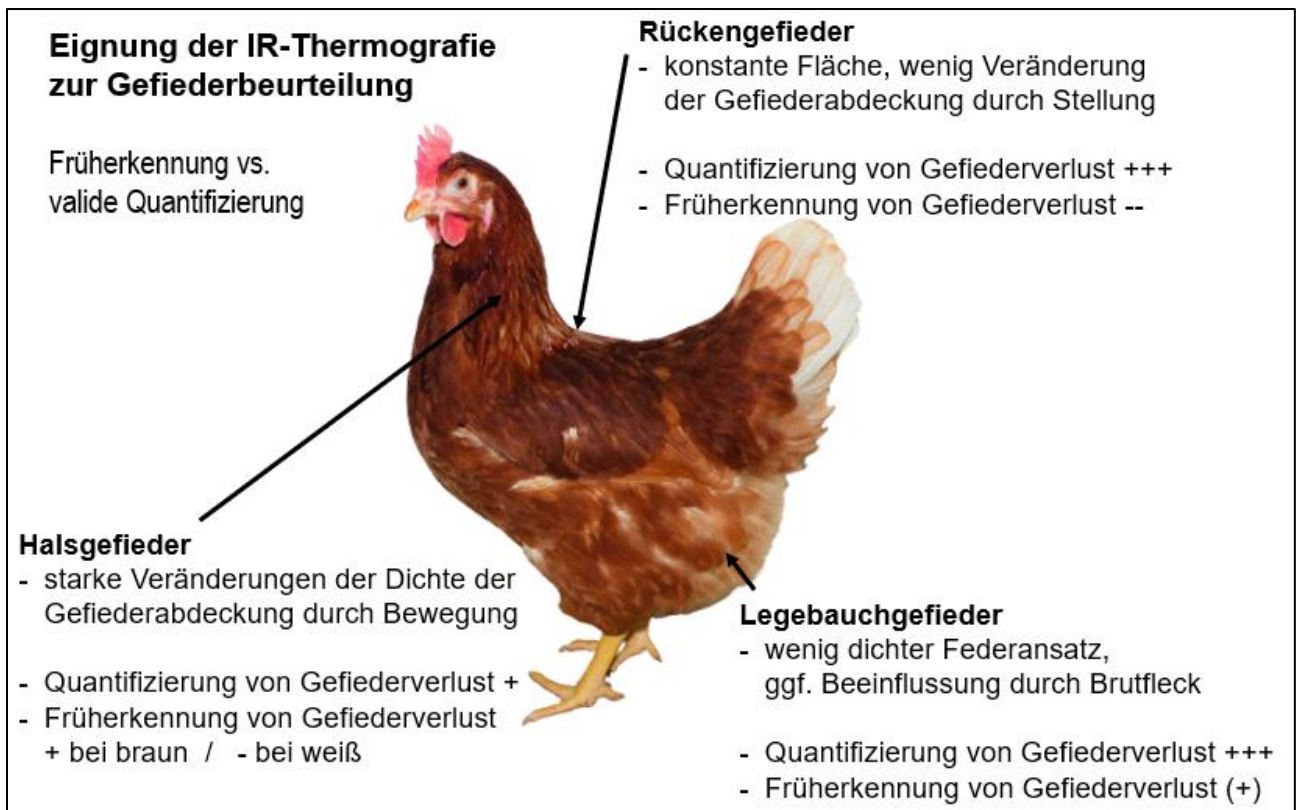 Eignung der IR-Thermografie
zur Gefiederbeurteilung
Früherkennung vs.
valide Quantifizierung
Rückengefieder
- konstante Fläche, wenig Veränderung
der Gefiederabdeckung durch Stellung
- Quantifizierung von Gefiederverlust +++
- Früherkennung von Gefiederverlust --
Halsgefieder
- starke Veränderungen der Dichte der
Gefiederabdeckung durch Bewegung
- Quantifizierung von Gefiederverlust +
- Früherkennung von Gefiederverlust
+ bei braun / - bei weiß
Legebauchgefieder
- wenig dichter Federansatz,
ggf. Beeinflussung durch Brutfleck
- Quantifizierung von Gefiederverlust +++
- Früherkennung von Gefiederverlust (+)